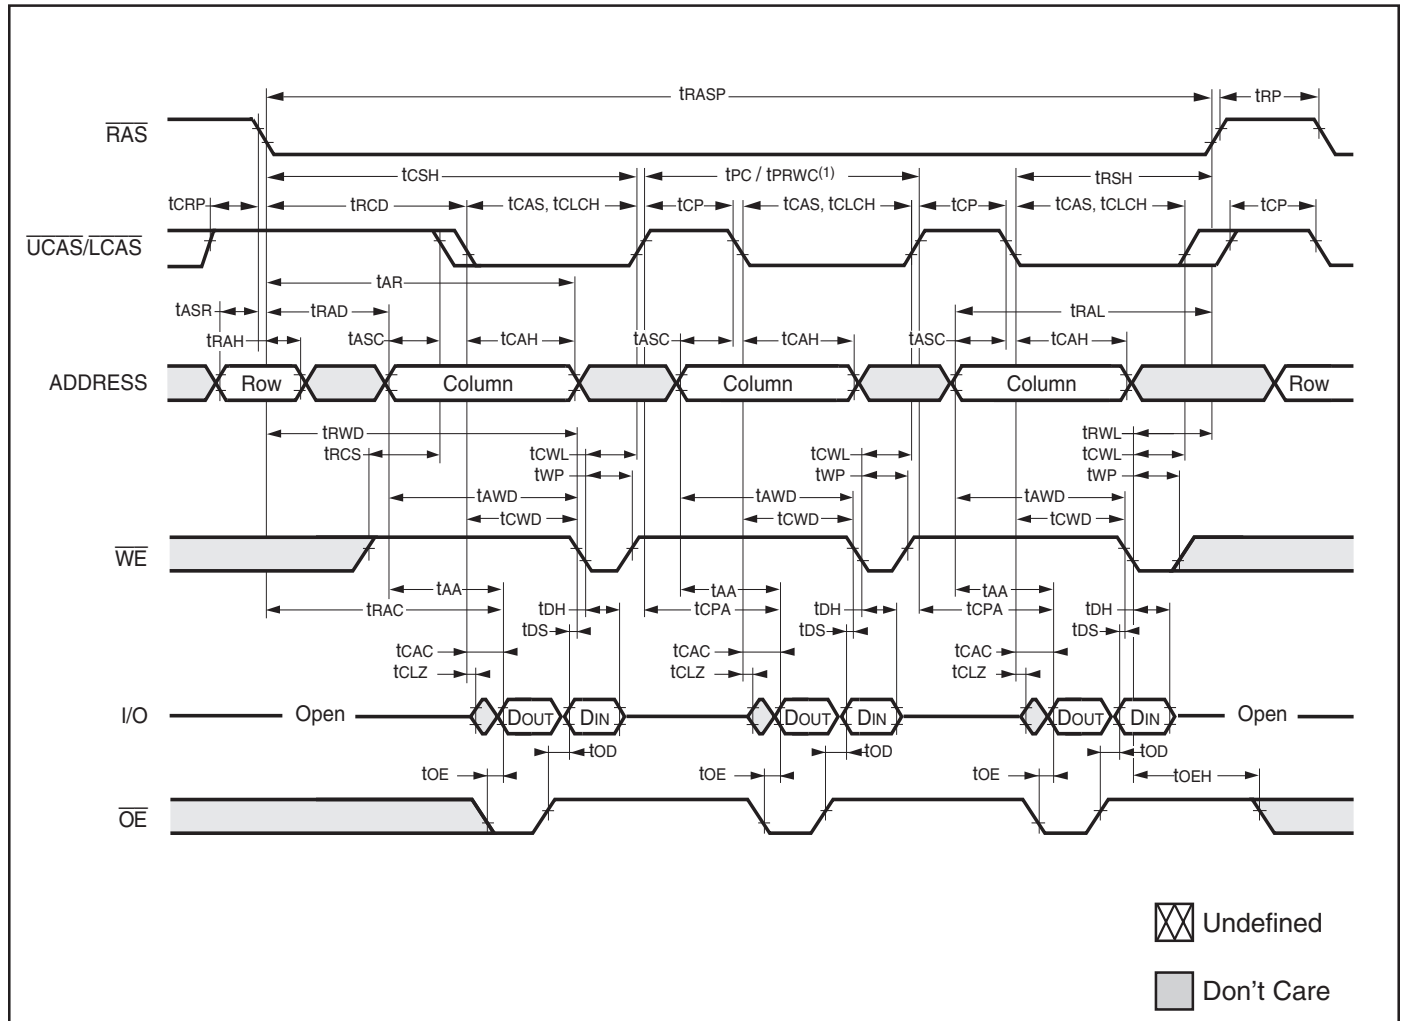 tRASP tRP
RAS
tCSH tPC / tPRWC(1) tRSH
tCRP tRCD tCAS, tCLCH tCP tCAS, tCLCH tCP tCAS, tCLCH tCP
UCAS/LCAS
tAR
tASR tRAD tRAL
tRAH tASC tCAH tASC tCAH tASC tCAH
ADDRESS Row Column Column Column Row
tRWD tRWL
tRCS tCWL tCWL tCWL
tWP tWP tWP
tAWD tAWD tAWD
tCWD tCWD tCWD
WE
tAA tAA tAA
tRAC tDH tCPA tDH tCPA tDH
tDS tDS tDS
tCAC tCAC tCAC
tCLZ tCLZ tCLZ
I/O Open DOUT DIN DOUT DIN DOUT DIN Open
tOD tOD tOD
tOE tOE tOE tOEH
OE
Undefined
Don't Care